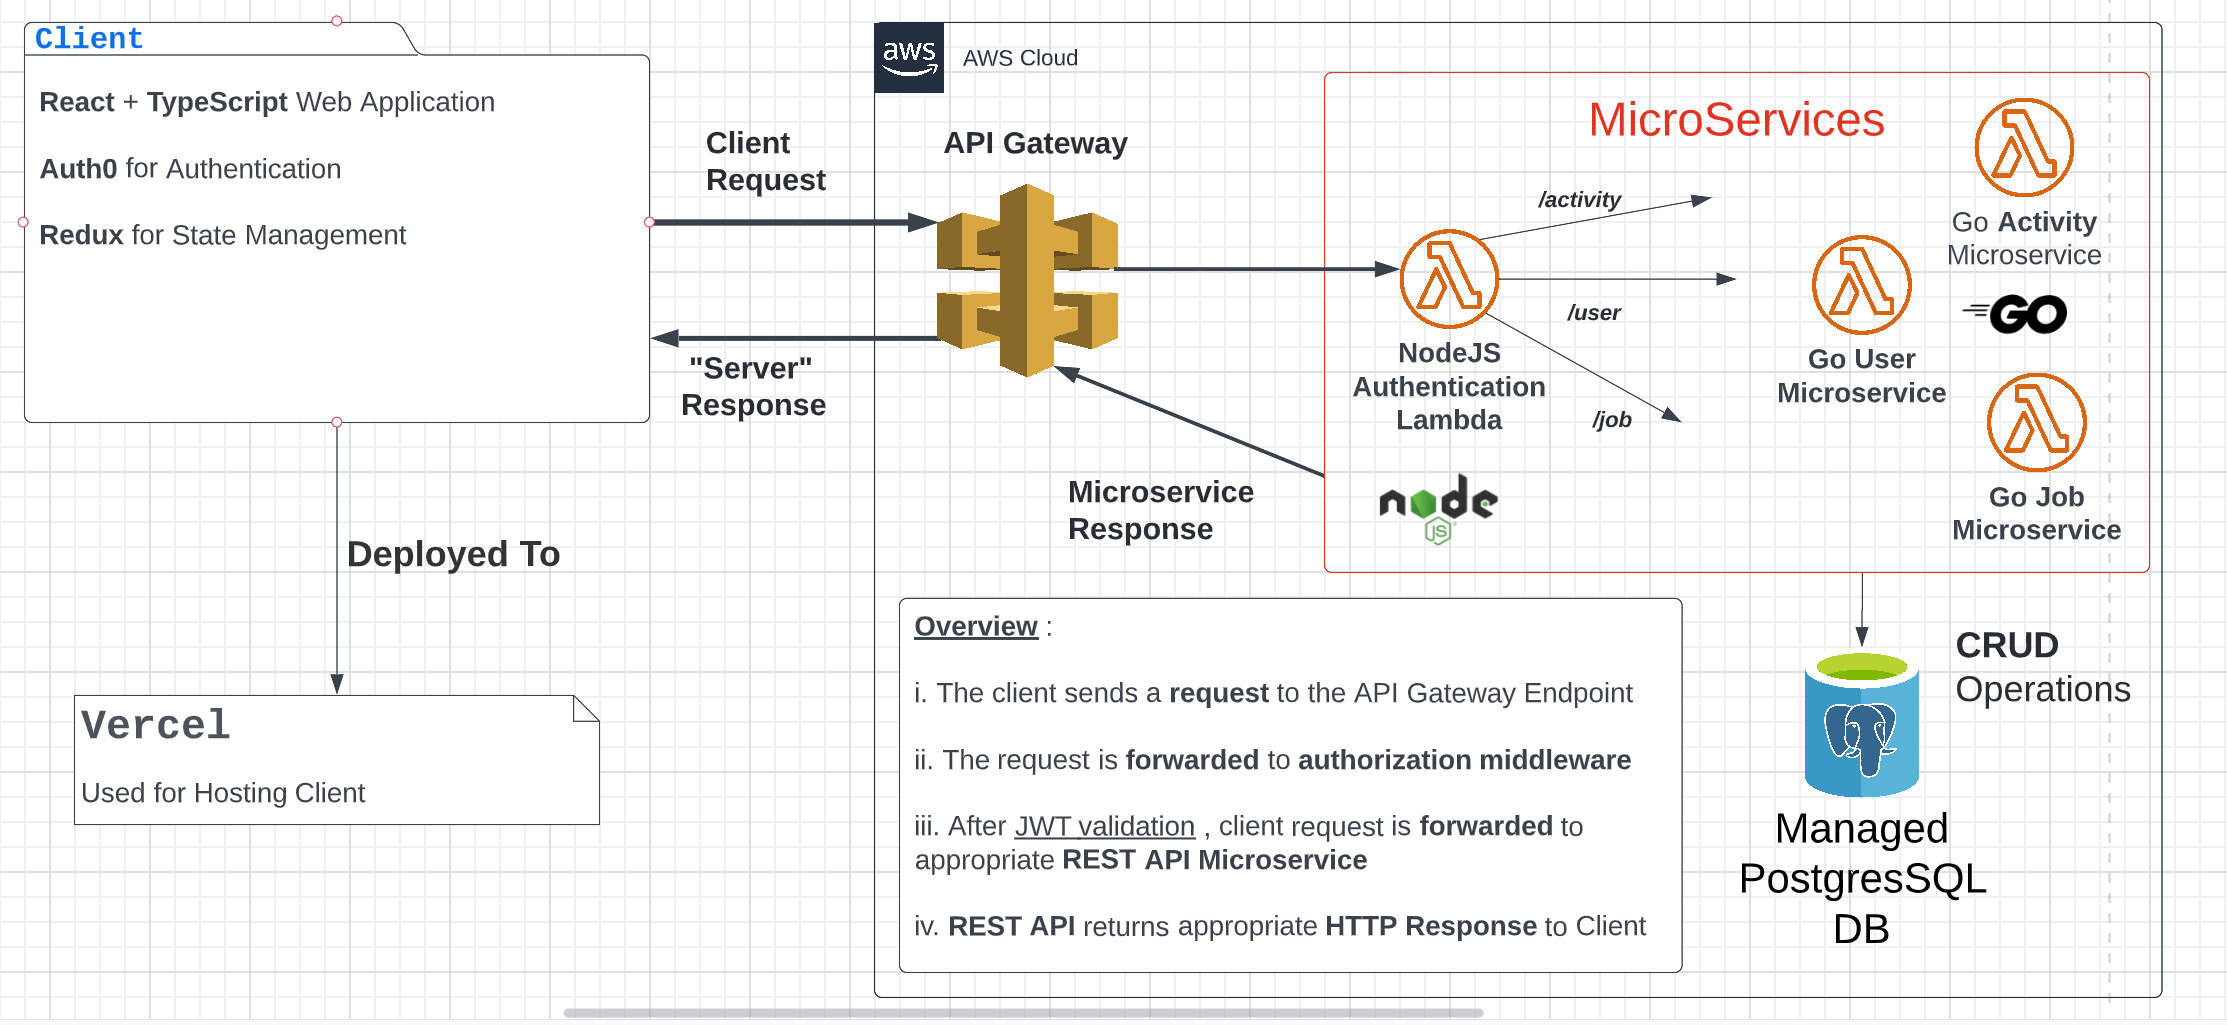 Client
React + TypeScript Web Application
Auth0 for Authentication
Redux for State Management
Client
Request
"Server"
Response
Deployed To
Vercel
Used for Hosting Client
aws
AWS Cloud
API Gateway
Microservice
Response
MicroServices
/activity
/user
/job
NodeJS
Authentication
Lambda
node
JS
Go User
Microservice
Go Activity
Microservice
GO
Go Job
Microservice
Overview :
i. The client sends a request to the API Gateway Endpoint
ii. The request is forwarded to authorization middleware
iii. After JWT validation , client request is forwarded to
appropriate REST API Microservice
iv. REST API returns appropriate HTTP Response to Client
CRUD
Operations
Managed
PostgresSQL
DB